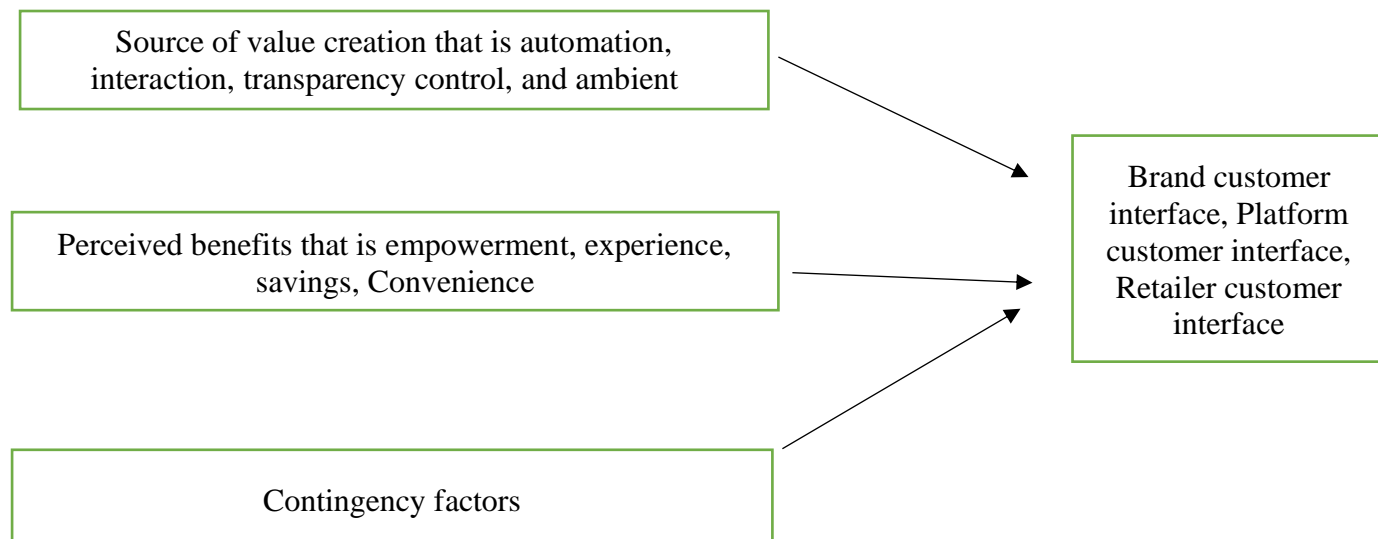 Source of value creation that is automation,
interaction, transparency control, and ambient
Perceived benefits that is empowerment, experience,
savings, Convenience
Contingency factors
Brand customer
interface, Platform
customer interface,
Retailer customer
interface